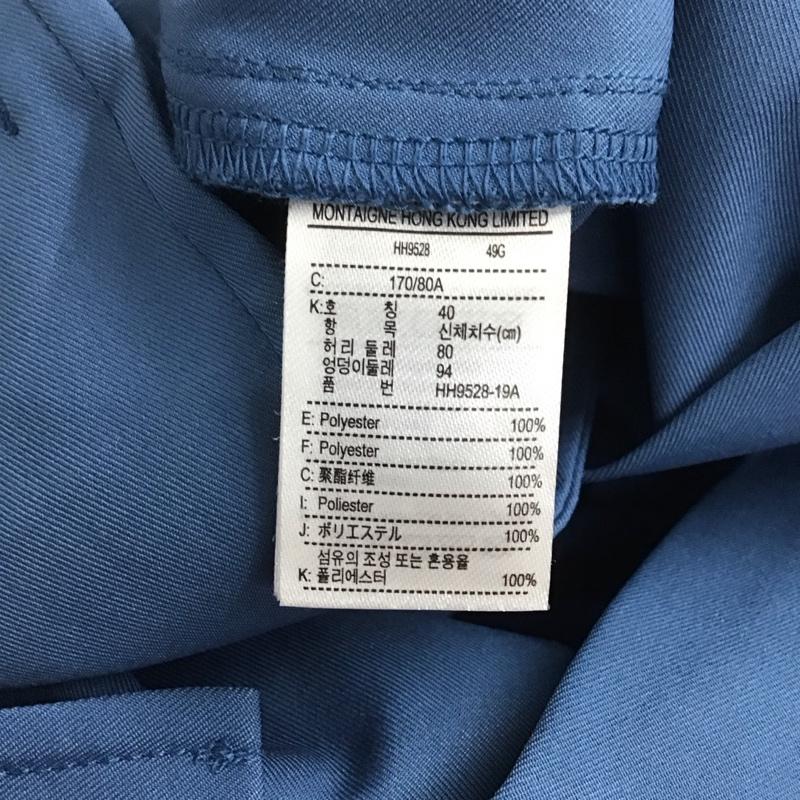 MONTAIGNE HONG KONG LIMITED
HH9528 49G
C: 170/80A
K:호 칭 40
항 목 신체치수(㎝)
허리 둘레 80
엉덩이둘레 94
품 번 HH9528-19A
E: Polyester 100%
F: Polyester 100%
C: 聚酯纤维 100%
I: Poliester 100%
J: ポリエステル 100%
섬유의 조성 또는 혼용율
K: 폴리에스터 100%